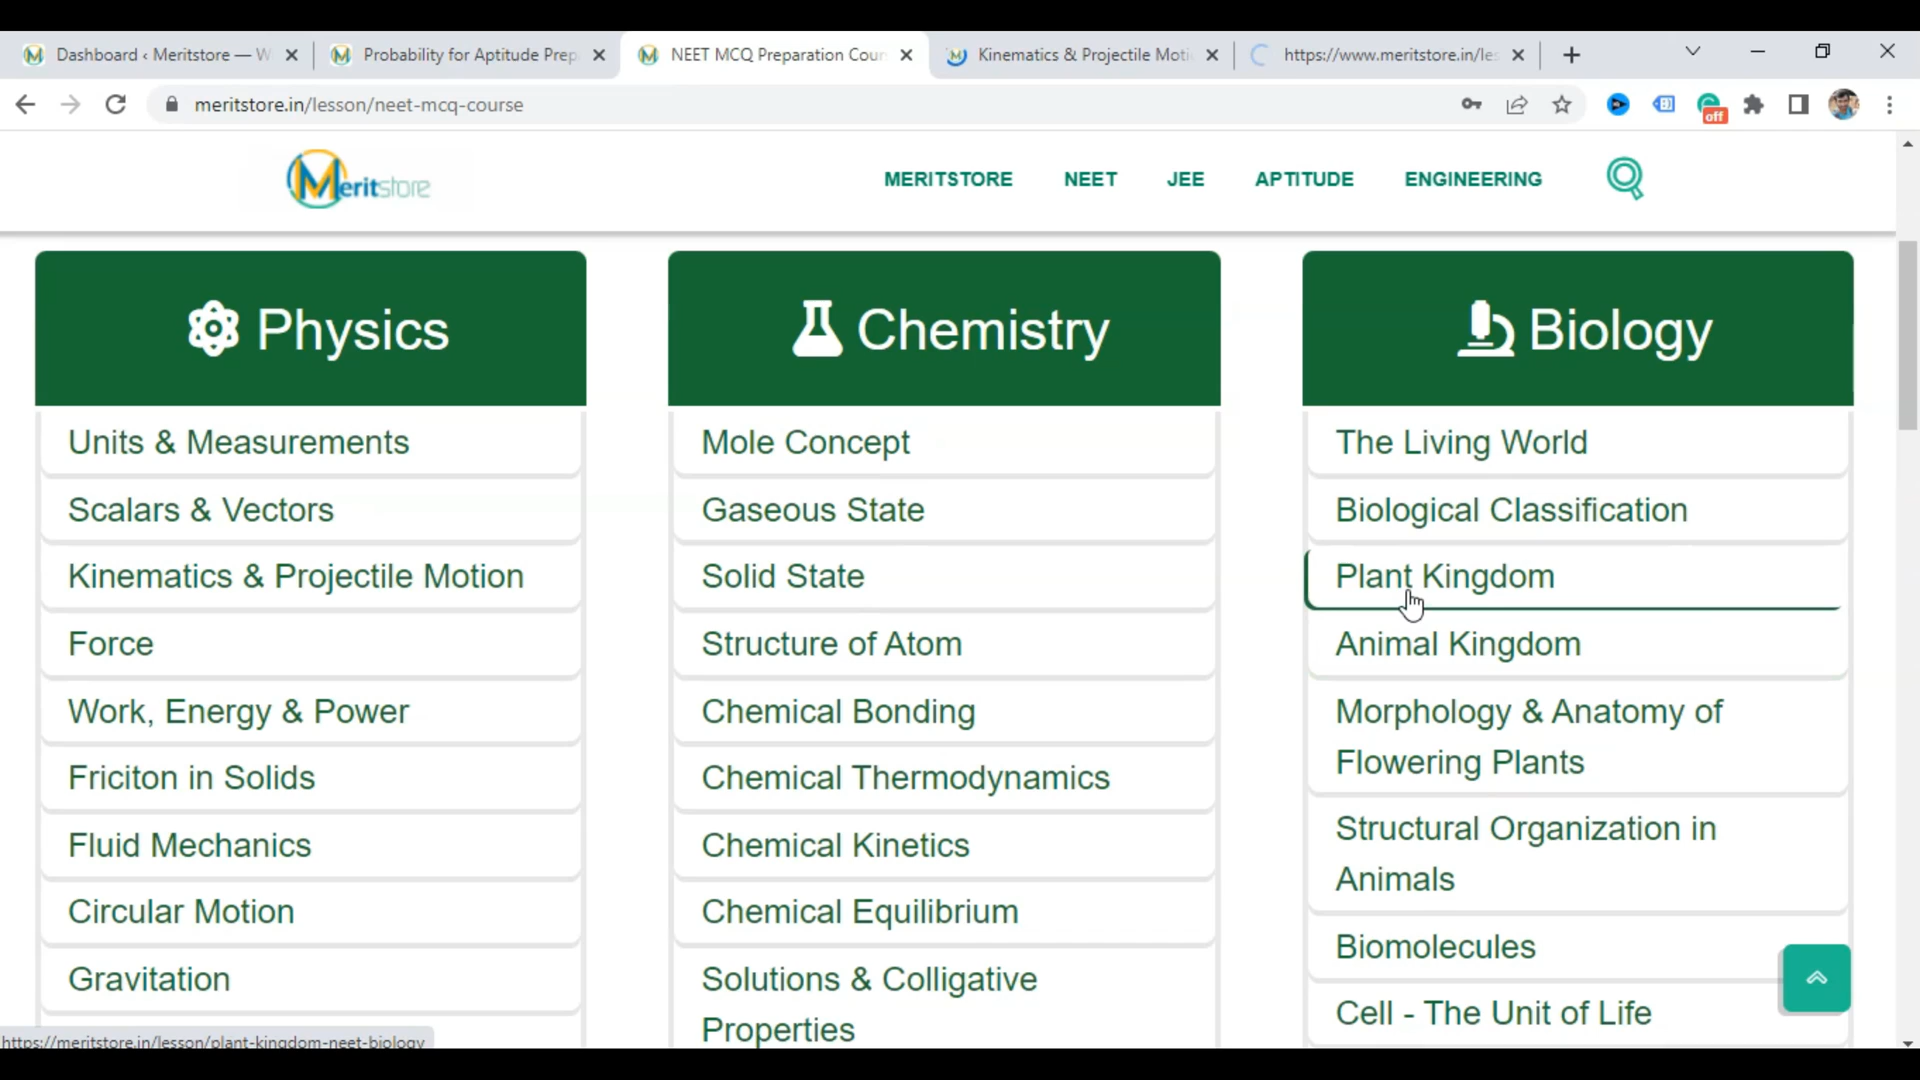 Dashboard ‹ Meritstore — W
Probability for Aptitude Prep
NEET MCQ Preparation Cour
Kinematics & Projectile Moti
https://www.meritstore.in/les
meritstore.in/lesson/neet-mcq-course
off
Meritstore
MERITSTORE
NEET
JEE
APTITUDE
ENGINEERING
Physics
Units & Measurements
Scalars & Vectors
Kinematics & Projectile Motion
Force
Work, Energy & Power
Friciton in Solids
Fluid Mechanics
Circular Motion
Gravitation
Chemistry
Mole Concept
Gaseous State
Solid State
Structure of Atom
Chemical Bonding
Chemical Thermodynamics
Chemical Kinetics
Chemical Equilibrium
Solutions & Colligative
Properties
Biology
The Living World
Biological Classification
Plant Kingdom
Animal Kingdom
Morphology & Anatomy of
Flowering Plants
Structural Organization in
Animals
Biomolecules
Cell - The Unit of Life
https://meritstore.in/lesson/plant-kingdom-neet-biology